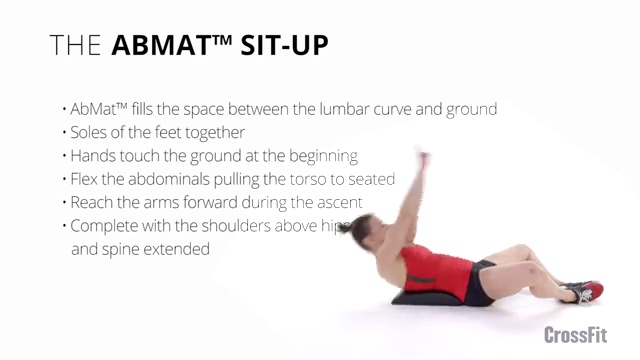 THE ABMAT™ SIT-UP
• AbMat™ fills the space between the lumbar curve and ground
• Soles of the feet together
• Hands touch the ground at the beginning
• Flex the abdominals pulling the torso to seated
• Reach the arms forward during the ascent
• Complete with the shoulders above hips
and spine extended
CrossFit